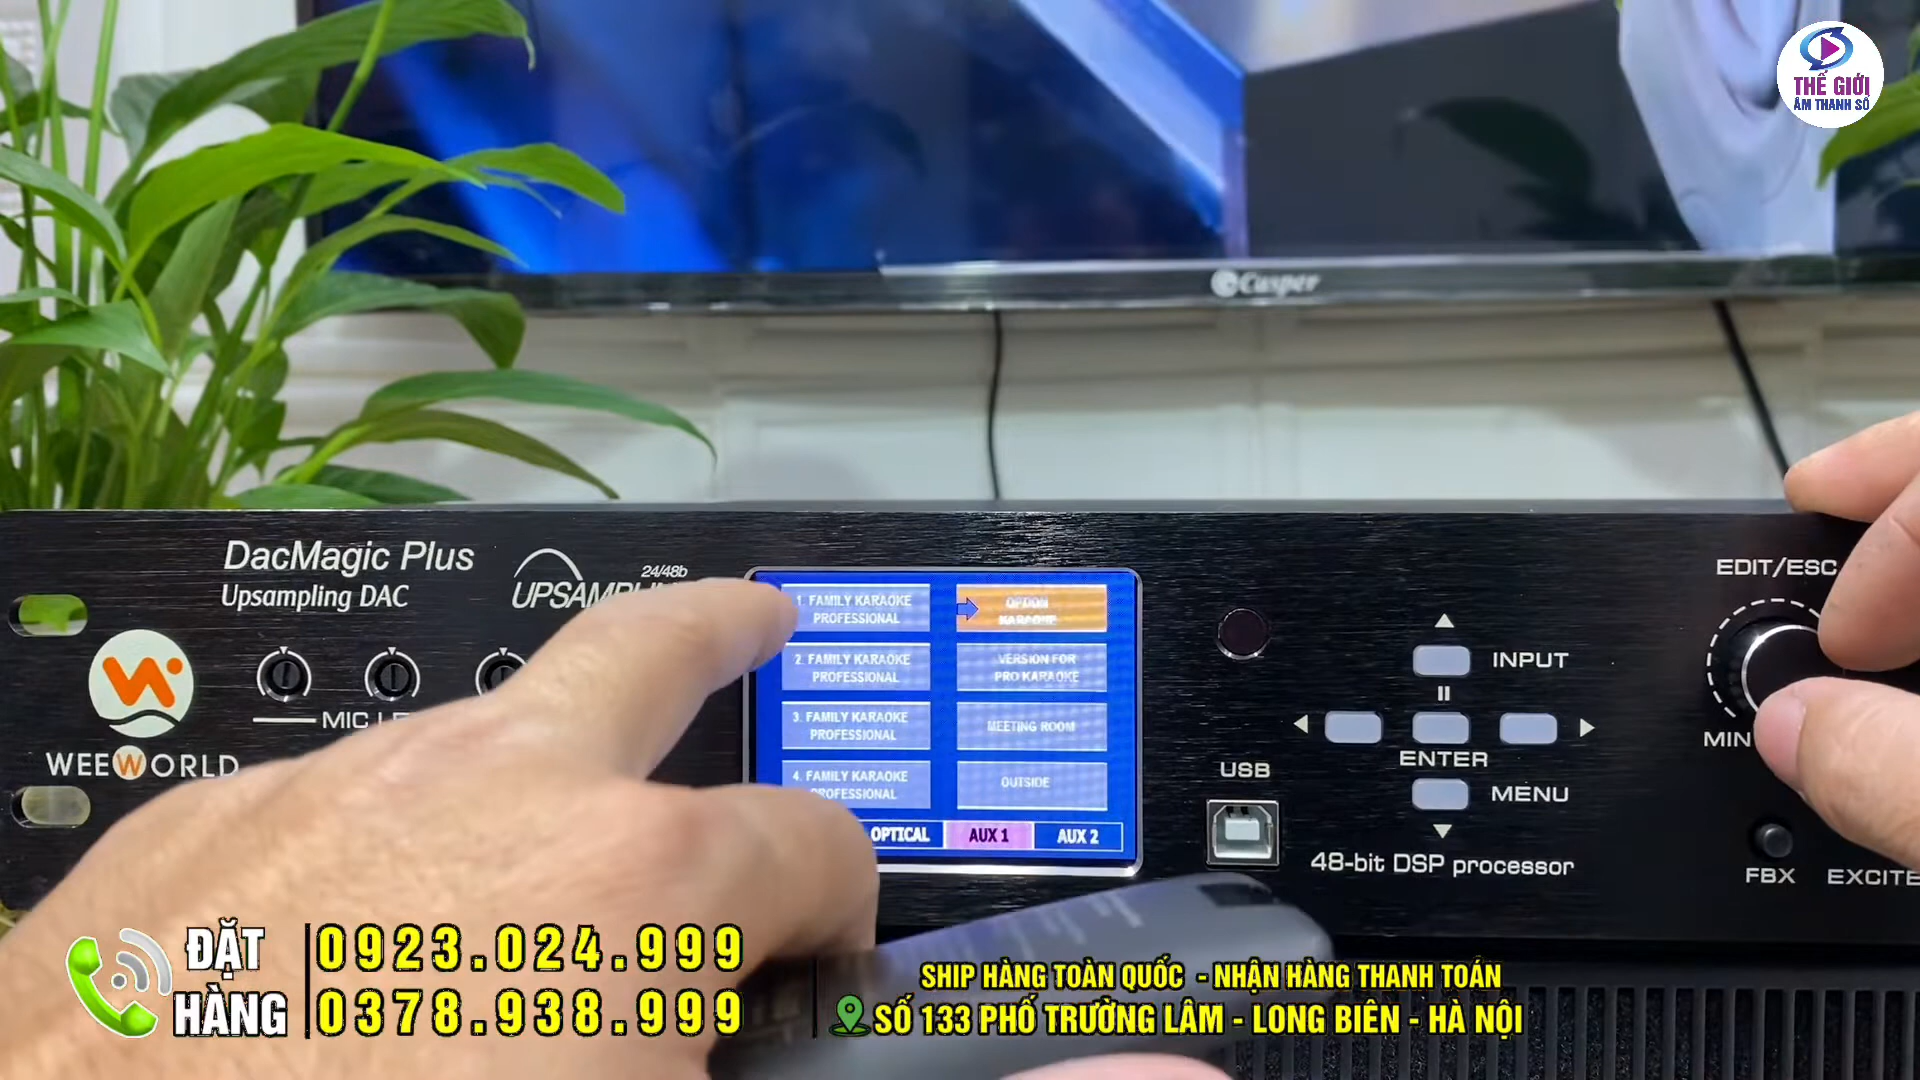 THẾ GIỚI
ÂM THANH SỐ
Casper
DacMagic Plus
Upsampling DAC
24/48b
WEEWORLD
1. FAMILY KARAOKE
PROFESSIONAL
2. FAMILY KARAOKE
PROFESSIONAL
3. FAMILY KARAOKE
PROFESSIONAL
4. FAMILY KARAOKE
PROFESSIONAL
OPTION
KARAOKE
VERSION FOR
PRO KARAOKE
MEETING ROOM
OUTSIDE
OPTICAL
AUX 1
AUX 2
USB
INPUT
ENTER
MENU
48-bit DSP processor
EDIT/ESC
MIN
FBX
ĐẶT
HÀNG
0923.024.999
0378.938.999
SHIP HÀNG TOÀN QUỐC - NHẬN HÀNG THANH TOÁN
SỐ 133 PHỐ TRƯỜNG LÂM - LONG BIÊN - HÀ NỘI